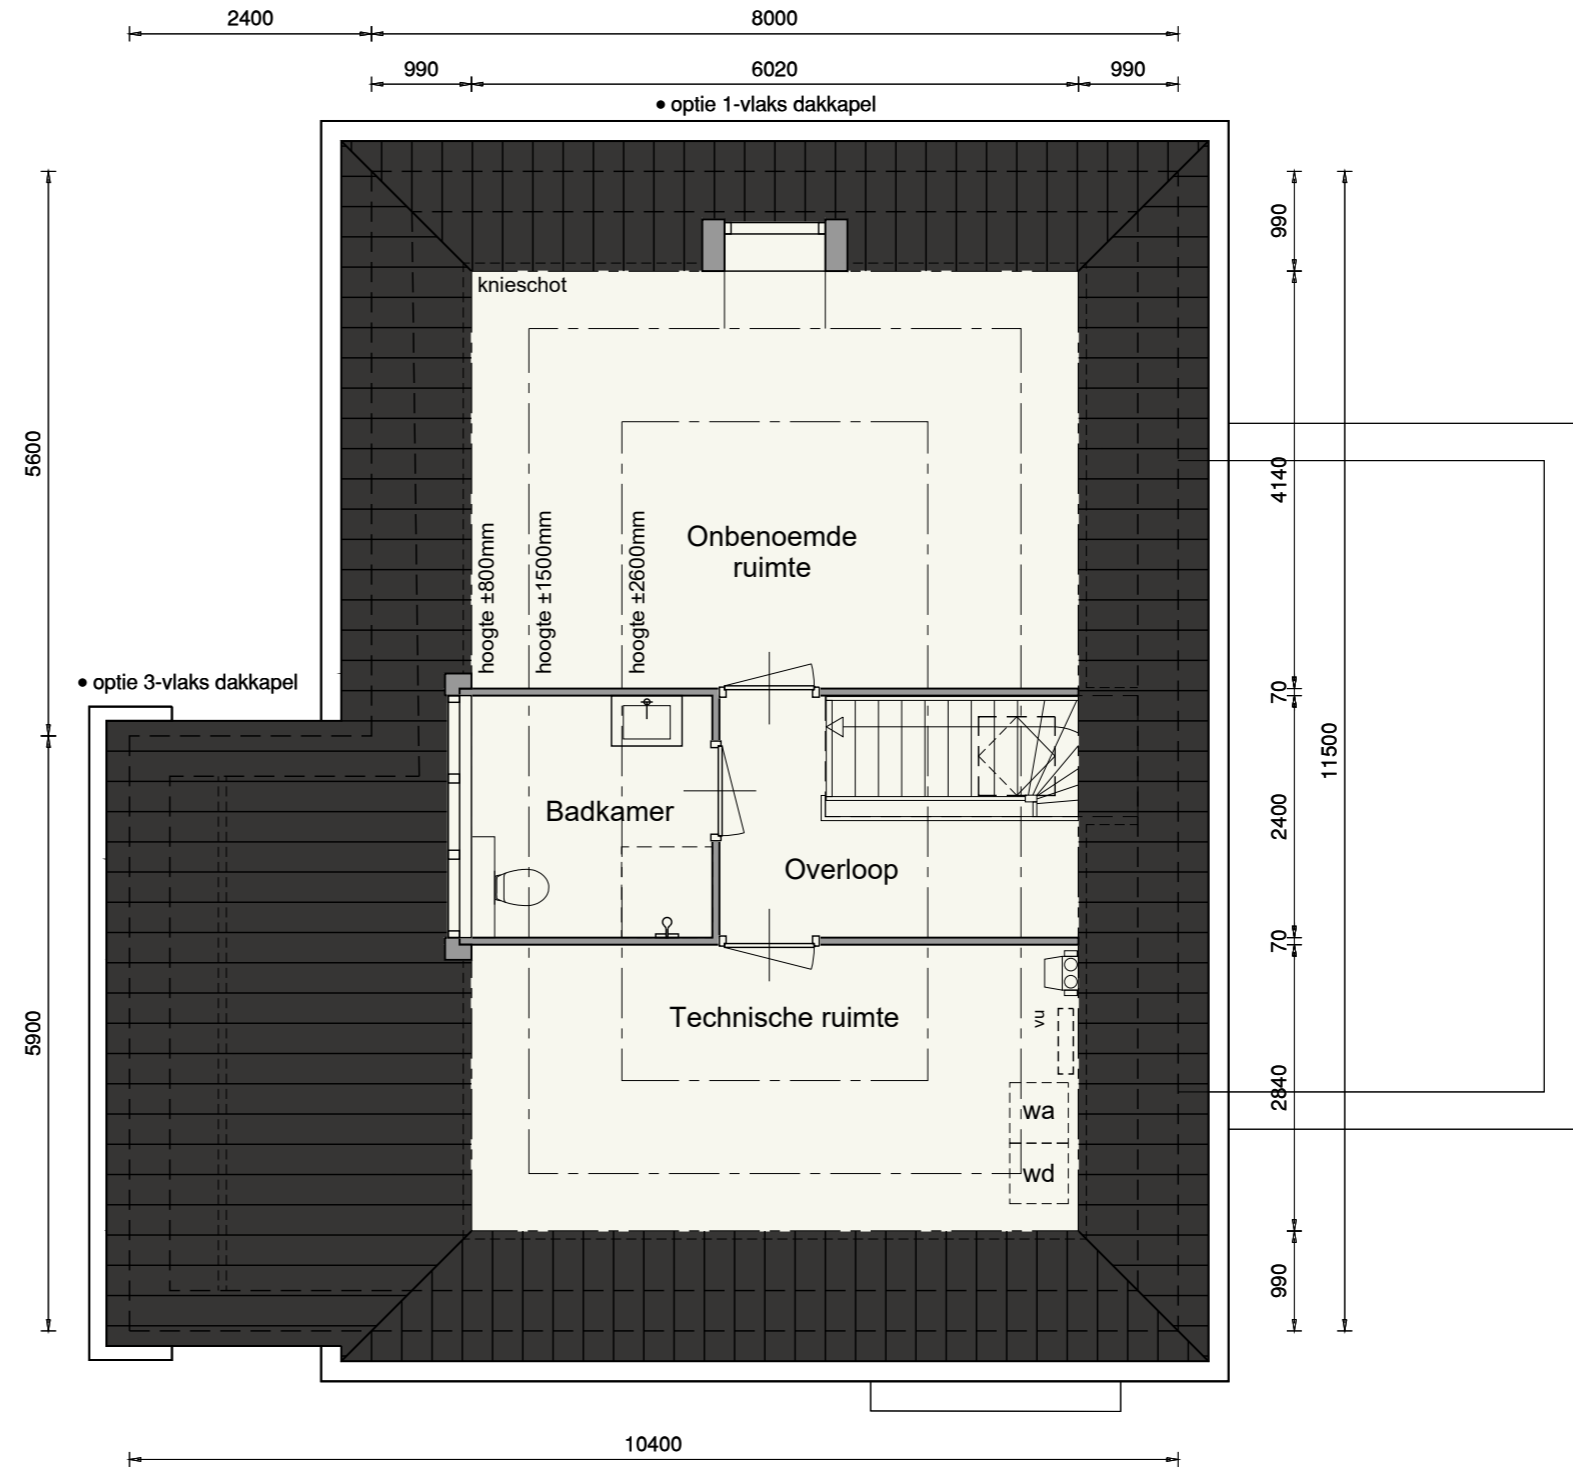 2400
8000
990
6020
990
• optie 1-vlaks dakkapel
990
knieschot
5600
4140
11500
hoogte ±800mm
hoogte ±1500mm
hoogte ±2600mm
Onbenoemde
ruimte
• optie 3-vlaks dakkapel
70
Badkamer
2400
Overloop
70
5900
Technische ruimte
vu
2840
wa
wd
990
10400